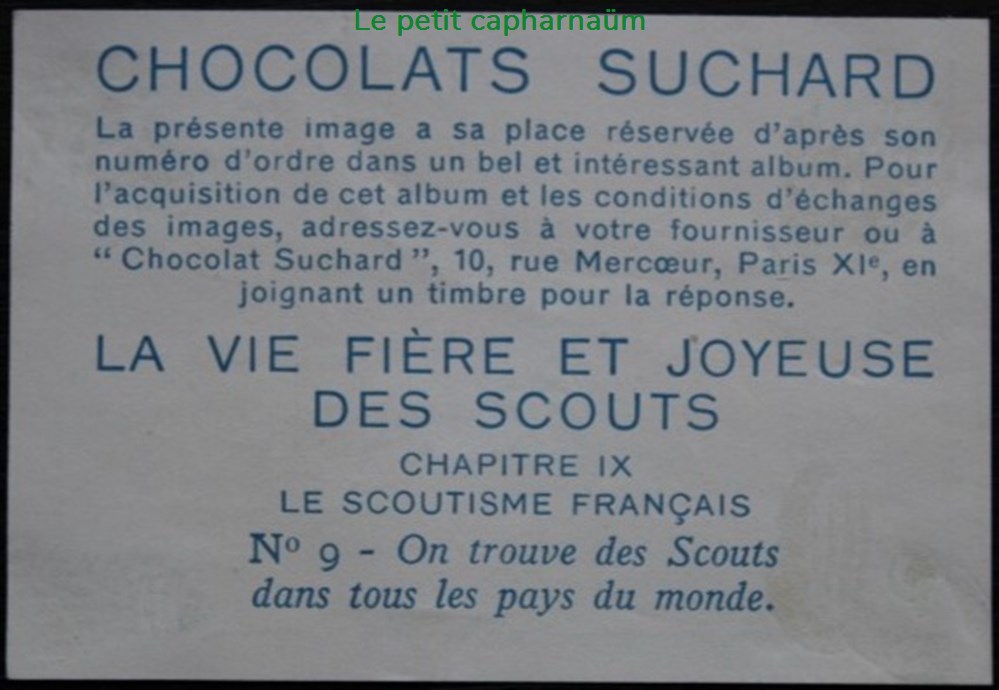 Le petit capharnaüm
CHOCOLATS SUCHARD
La présente image a sa place réservée d'après son
numéro d'ordre dans un bel et intéressant album. Pour
l'acquisition de cet album et les conditions d'échanges
des images, adressez-vous à votre fournisseur ou à
“ Chocolat Suchard ”, 10, rue Mercœur, Paris XIᵉ, en
joignant un timbre pour la réponse.
LA VIE FIÈRE ET JOYEUSE
DES SCOUTS
CHAPITRE IX
LE SCOUTISME FRANÇAIS
Nº 9 - On trouve des Scouts
dans tous les pays du monde.